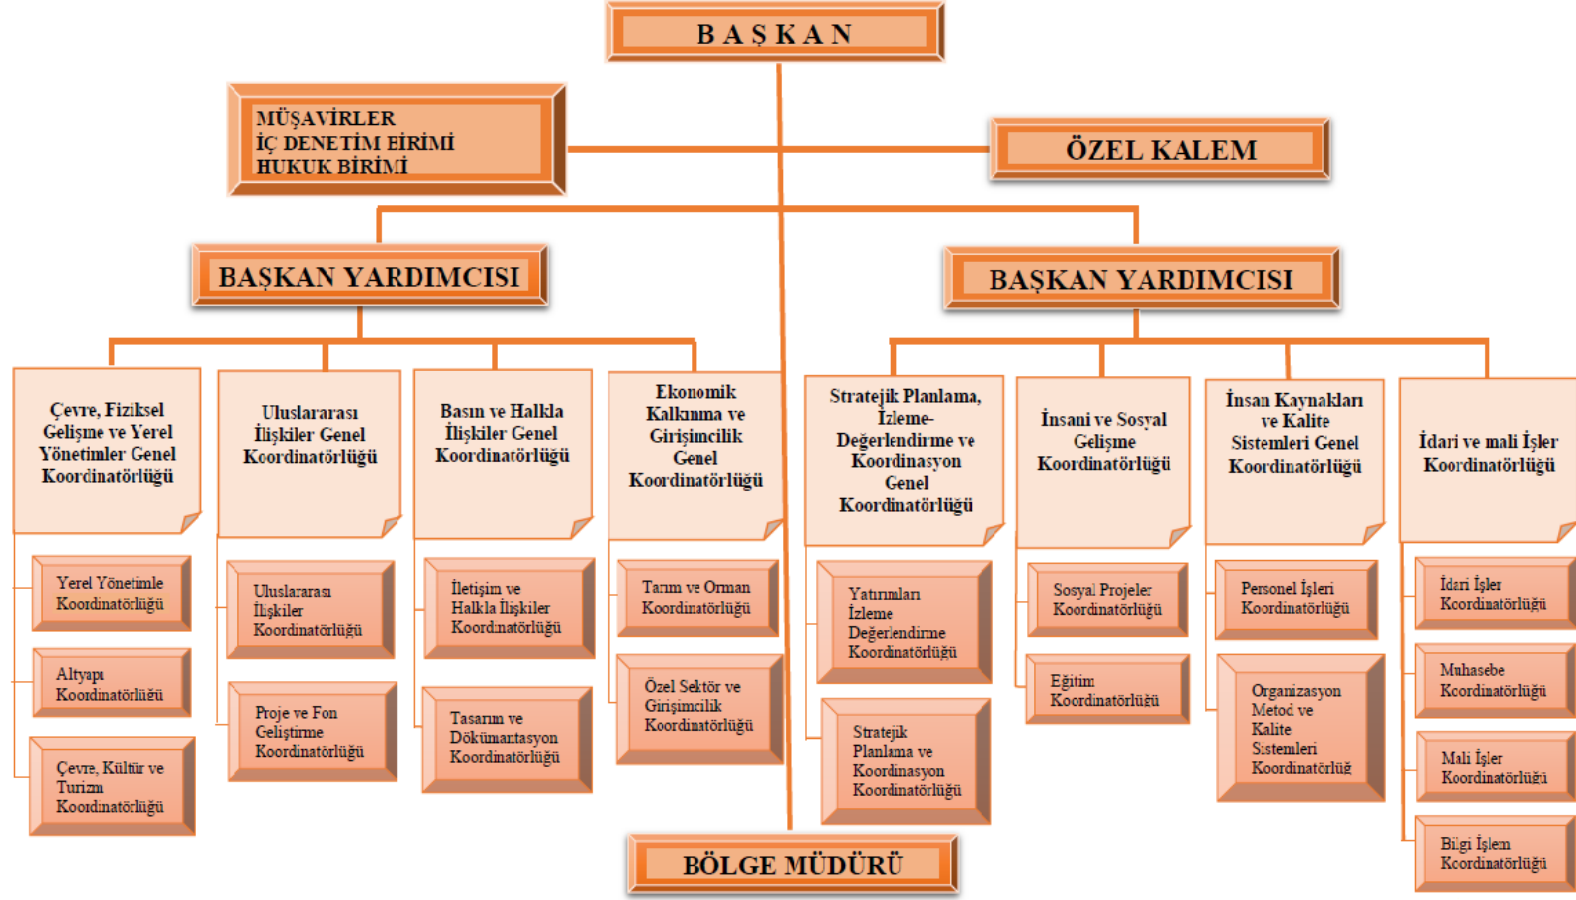 B A Ş K A N
MÜŞAVİRLER
İÇ DENETİM BİRİMİ
HUKUK BİRİMİ
ÖZEL KALEM
BAŞKAN YARDIMCISI
BAŞKAN YARDIMCISI
Çevre, Fiziksel
Gelişme ve Yerel
Yönetimler Genel
Koordinatörlüğü
Uluslararası
İlişkiler Genel
Koordinatörlüğü
Basın ve Halkla
İlişkiler Genel
Koordinatörlüğü
Ekonomik
Kalkınma ve
Girişimcilik
Genel
Koordinatörlüğü
Stratejik Planlama,
İzleme-
Değerlendirme ve
Koordinasyon
Genel
Koordinatörlüğü
İnsani ve Sosyal
Gelişme
Koordinatörlüğü
İnsan Kaynakları
ve Kalite
Sistemleri Genel
Koordinatörlüğü
İdari ve mali İşler
Koordinatörlüğü
Yerel Yönetimle
Koordinatörlüğü
Altyapı
Koordinatörlüğü
Çevre, Kültür ve
Turizm
Koordinatörlüğü
Uluslararası
İlişkiler
Koordinatörlüğü
Proje ve Fon
Geliştirme
Koordinatörlüğü
İletişim ve
Halkla İlişkiler
Koordinatörlüğü
Tasarım ve
Dökümantasyon
Koordinatörlüğü
Tarım ve Orman
Koordinatörlüğü
Özel Sektör ve
Girişimcilik
Koordinatörlüğü
Yatırımları
İzleme
Değerlendirme
Koordinatörlüğü
Stratejik
Planlama ve
Koordinasyon
Koordinatörlüğü
Sosyal Projeler
Koordinatörlüğü
Eğitim
Koordinatörlüğü
Personel İşleri
Koordinatörlüğü
Organizasyon
Metod ve
Kalite
Sistemleri
Koordinatörlüğ
İdari İşler
Koordinatörlüğü
Muhasebe
Koordinatörlüğü
Mali İşler
Koordinatörlüğü
Bilgi İşlem
Koordinatörlüğü
BÖLGE MÜDÜRÜ